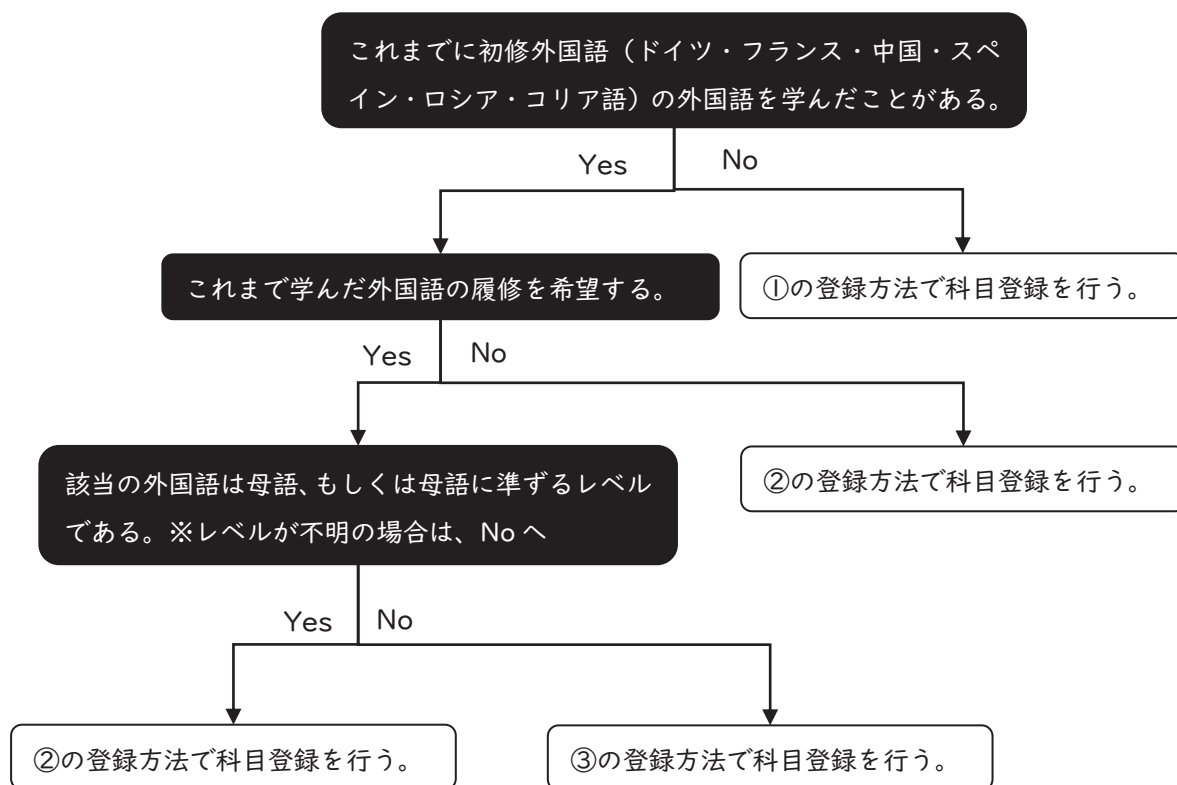 これまでに初修外国語（ドイツ・フランス・中国・スペ
イン・ロシア・コリア語）の外国語を学んだことがある。
Yes
No
これまで学んだ外国語の履修を希望する。
①の登録方法で科目登録を行う。
Yes
No
該当の外国語は母語、もしくは母語に準ずるレベル
である。※レベルが不明の場合は、No へ
②の登録方法で科目登録を行う。
Yes
No
②の登録方法で科目登録を行う。
③の登録方法で科目登録を行う。